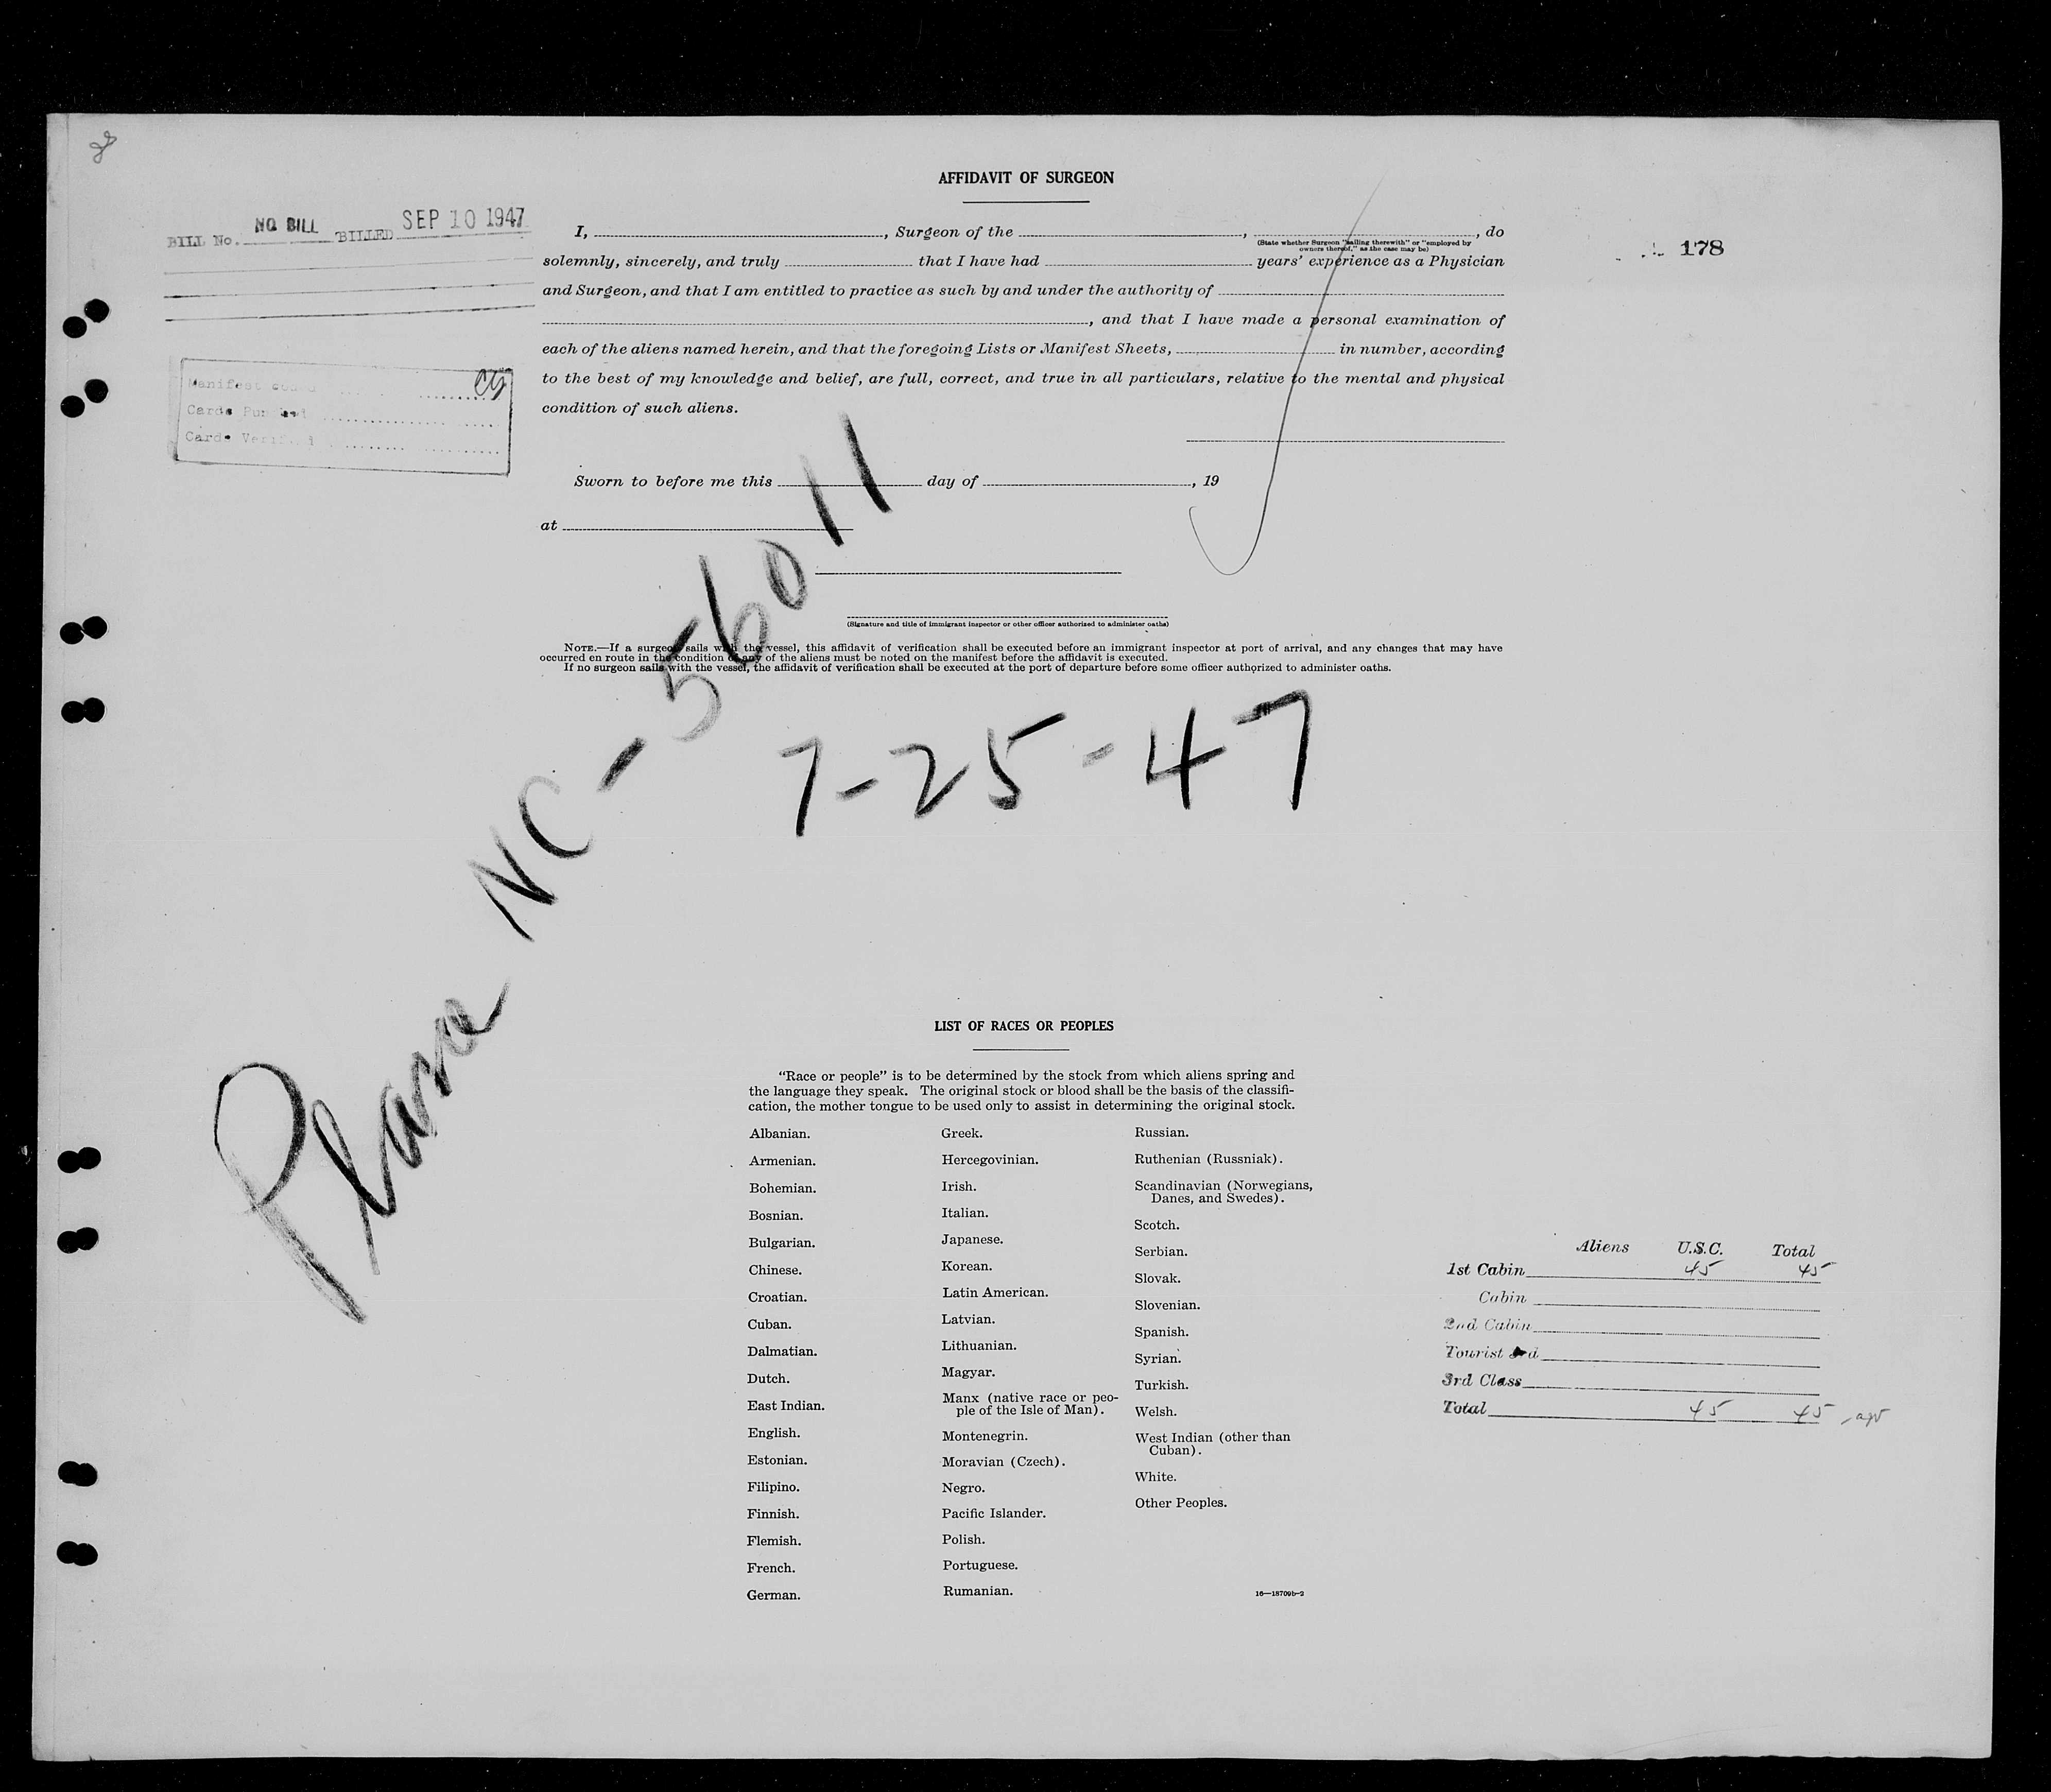 AFFIDAVIT OF SURGEON
BILL No. NO BILL BILLED SEP 10 1947
178
I, , Surgeon of the , , do
(State whether Surgeon "sailing therewith" or "employed by
owners thereof," as the case may be)
solemnly, sincerely, and truly that I have had years' experience as a Physician
and Surgeon, and that I am entitled to practice as such by and under the authority of
, and that I have made a personal examination of
each of the aliens named herein, and that the foregoing Lists or Manifest Sheets, in number, according
to the best of my knowledge and belief, are full, correct, and true in all particulars, relative to the mental and physical
condition of such aliens.
Manifest
Cards
Cards
Sworn to before me this day of , 19
at
(Signature and title of immigrant inspector or other officer authorized to administer oaths)
NOTE.—If a surgeon sails with the vessel, this affidavit of verification shall be executed before an immigrant inspector at port of arrival, and any changes that may have
occurred en route in the condition of any of the aliens must be noted on the manifest before the affidavit is executed.
If no surgeon sails with the vessel, the affidavit of verification shall be executed at the port of departure before some officer authorized to administer oaths.
Plane NC-56011
7-25-47
LIST OF RACES OR PEOPLES
"Race or people" is to be determined by the stock from which aliens spring and
the language they speak. The original stock or blood shall be the basis of the classifi-
cation, the mother tongue to be used only to assist in determining the original stock.
Albanian.
Armenian.
Bohemian.
Bosnian.
Bulgarian.
Chinese.
Croatian.
Cuban.
Dalmatian.
Dutch.
East Indian.
English.
Estonian.
Filipino.
Finnish.
Flemish.
French.
German.
Greek.
Hercegovinian.
Irish.
Italian.
Japanese.
Korean.
Latin American.
Latvian.
Lithuanian.
Magyar.
Manx (native race or peo-
ple of the Isle of Man).
Montenegrin.
Moravian (Czech).
Negro.
Pacific Islander.
Polish.
Portuguese.
Rumanian.
Russian.
Ruthenian (Russniak).
Scandinavian (Norwegians,
Danes, and Swedes).
Scotch.
Serbian.
Slovak.
Slovenian.
Spanish.
Syrian.
Turkish.
Welsh.
West Indian (other than
Cuban).
White.
Other Peoples.
16—18709b-2
Aliens U.S.C. Total
1st Cabin 45 45
Cabin
2nd Cabin
Tourist
3rd Class
Total 45 45